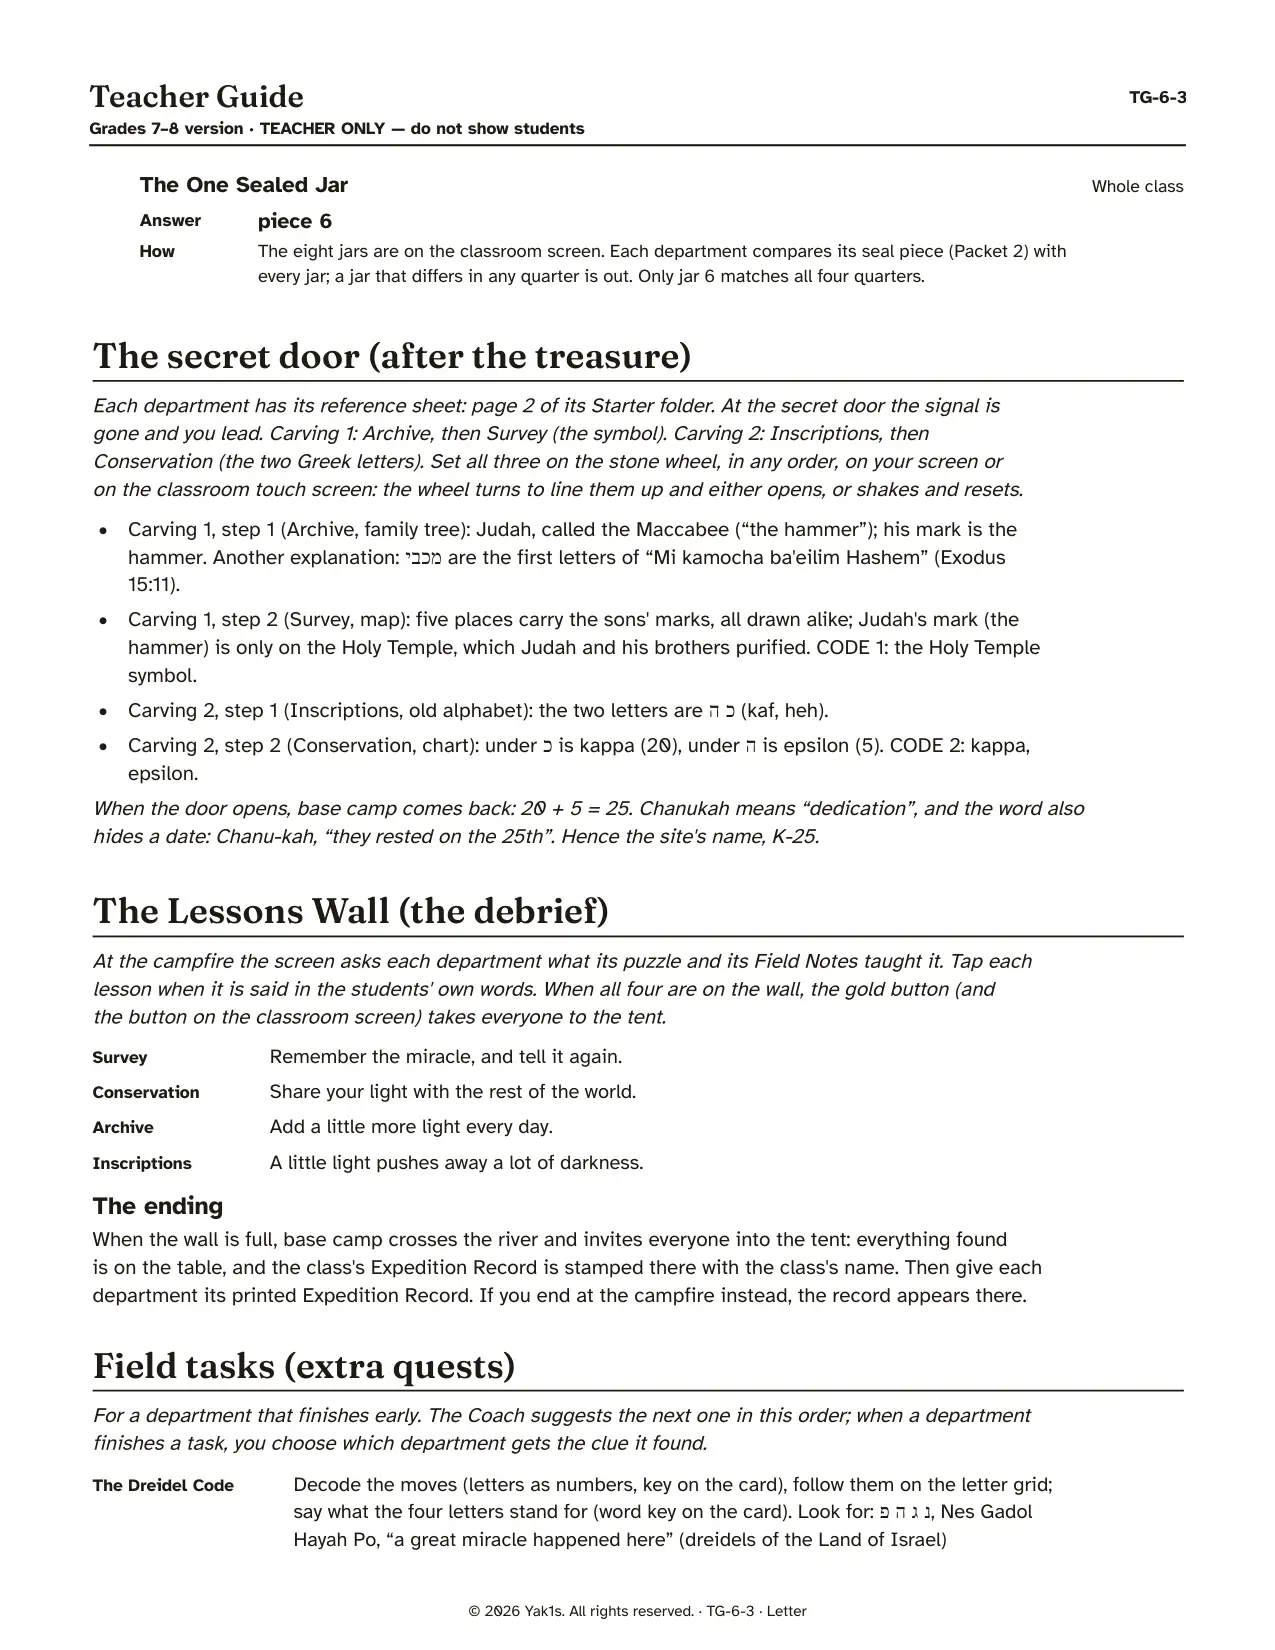 Teacher Guide
TG-6-3
Grades 7–8 version · TEACHER ONLY — do not show students
The One Sealed Jar
Whole class
Answer piece 6
How The eight jars are on the classroom screen. Each department compares its seal piece (Packet 2) with
every jar; a jar that differs in any quarter is out. Only jar 6 matches all four quarters.
The secret door (after the treasure)
Each department has its reference sheet: page 2 of its Starter folder. At the secret door the signal is
gone and you lead. Carving 1: Archive, then Survey (the symbol). Carving 2: Inscriptions, then
Conservation (the two Greek letters). Set all three on the stone wheel, in any order, on your screen or
on the classroom touch screen: the wheel turns to line them up and either opens, or shakes and resets.
• Carving 1, step 1 (Archive, family tree): Judah, called the Maccabee (“the hammer”); his mark is the
hammer. Another explanation: מכבי are the first letters of “Mi kamocha ba'eilim Hashem” (Exodus
15:11).
• Carving 1, step 2 (Survey, map): five places carry the sons' marks, all drawn alike; Judah's mark (the
hammer) is only on the Holy Temple, which Judah and his brothers purified. CODE 1: the Holy Temple
symbol.
• Carving 2, step 1 (Inscriptions, old alphabet): the two letters are כ ה (kaf, heh).
• Carving 2, step 2 (Conservation, chart): under כ is kappa (20), under ה is epsilon (5). CODE 2: kappa,
epsilon.
When the door opens, base camp comes back: 20 + 5 = 25. Chanukah means “dedication”, and the word also
hides a date: Chanu-kah, “they rested on the 25th”. Hence the site's name, K-25.
The Lessons Wall (the debrief)
At the campfire the screen asks each department what its puzzle and its Field Notes taught it. Tap each
lesson when it is said in the students' own words. When all four are on the wall, the gold button (and
the button on the classroom screen) takes everyone to the tent.
Survey Remember the miracle, and tell it again.
Conservation Share your light with the rest of the world.
Archive Add a little more light every day.
Inscriptions A little light pushes away a lot of darkness.
The ending
When the wall is full, base camp crosses the river and invites everyone into the tent: everything found
is on the table, and the class's Expedition Record is stamped there with the class's name. Then give each
department its printed Expedition Record. If you end at the campfire instead, the record appears there.
Field tasks (extra quests)
For a department that finishes early. The Coach suggests the next one in this order; when a department
finishes a task, you choose which department gets the clue it found.
The Dreidel Code Decode the moves (letters as numbers, key on the card), follow them on the letter grid;
say what the four letters stand for (word key on the card). Look for: נ ג ה פ, Nes Gadol
Hayah Po, “a great miracle happened here” (dreidels of the Land of Israel)
© 2026 Yak1s. All rights reserved. · TG-6-3 · Letter